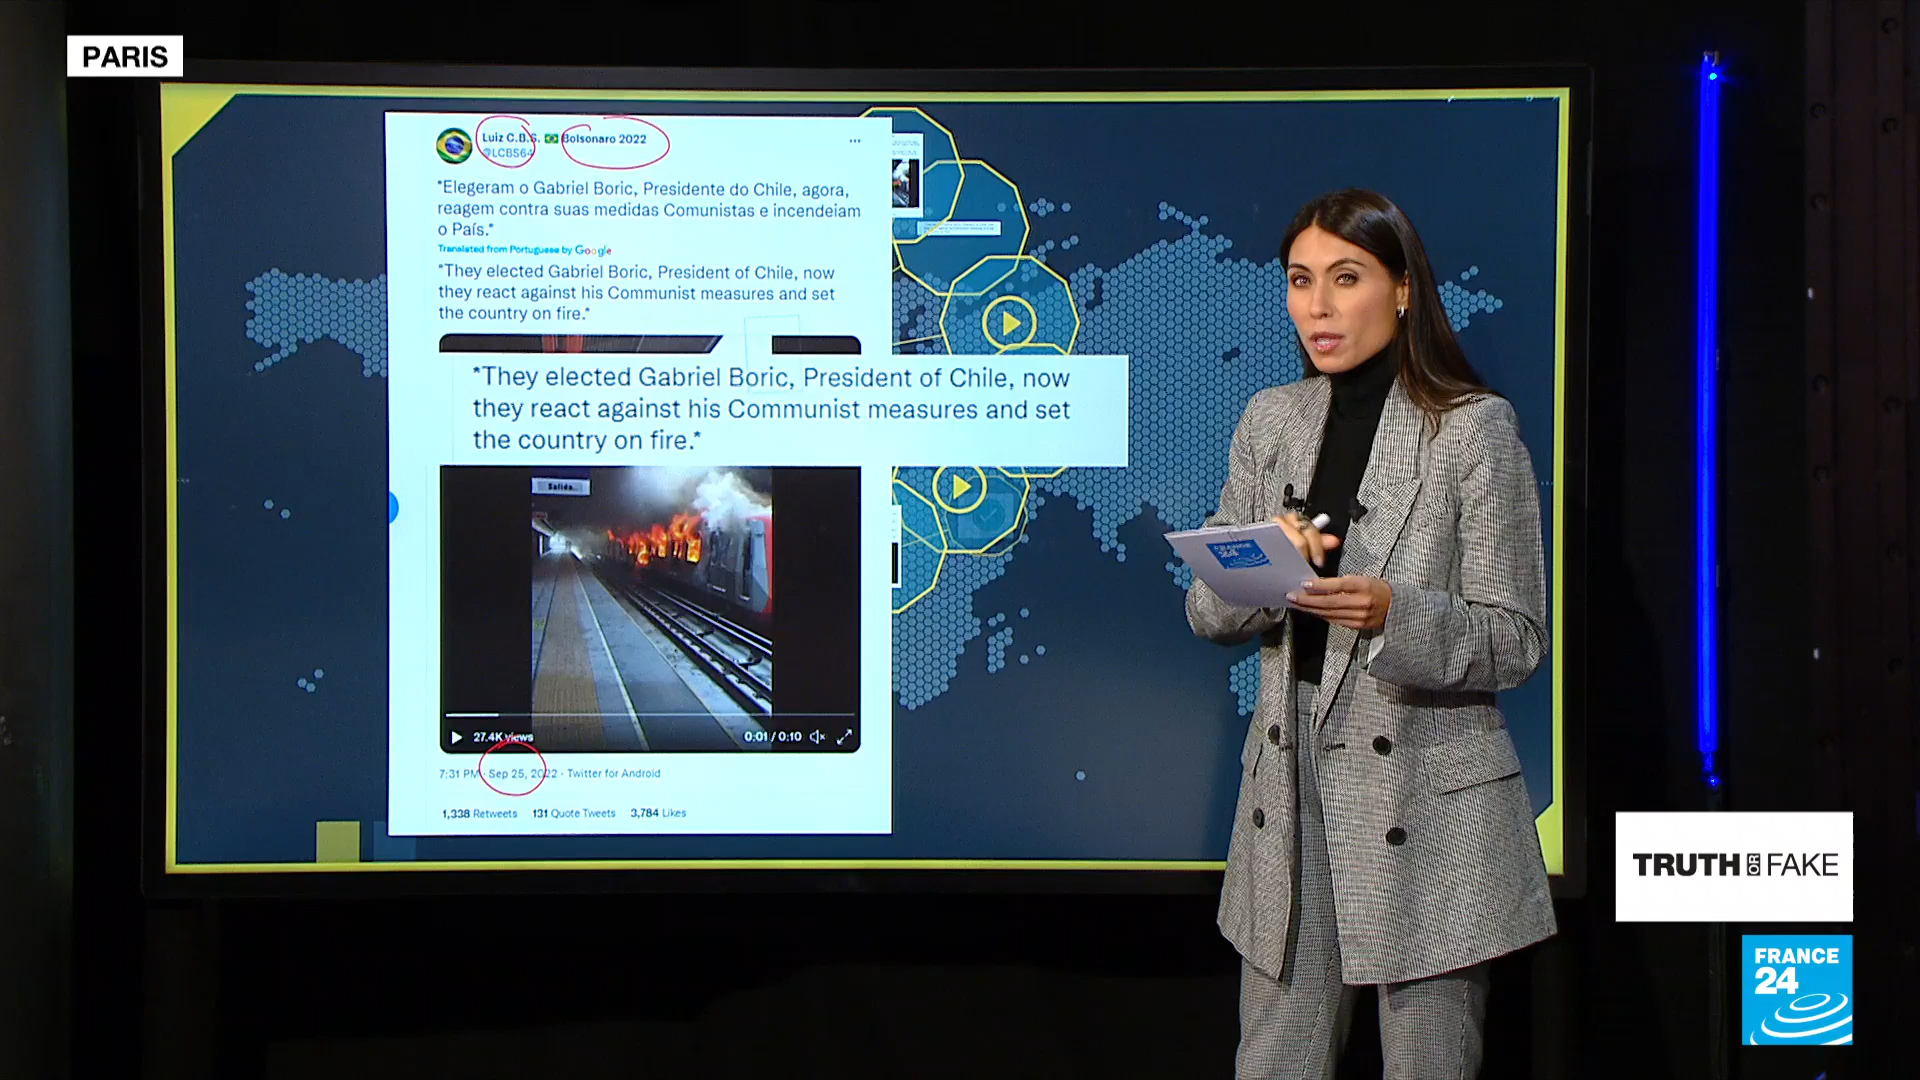 PARIS
Luiz C.B.S. Bolsonaro 2022
@LCBS64
"Elegeram o Gabriel Boric, Presidente do Chile, agora,
reagem contra suas medidas Comunistas e incendeiam
o País."
Translated from Portuguese by Google
"They elected Gabriel Boric, President of Chile, now
they react against his Communist measures and set
the country on fire."
"They elected Gabriel Boric, President of Chile, now
they react against his Communist measures and set
the country on fire."
Salida
27.4K views
0:01 / 0:10
7:31 PM · Sep 25, 2022 · Twitter for Android
1,338 Retweets 131 Quote Tweets 3,784 Likes
FRANCE
24
TRUTH OR FAKE
FRANCE
24